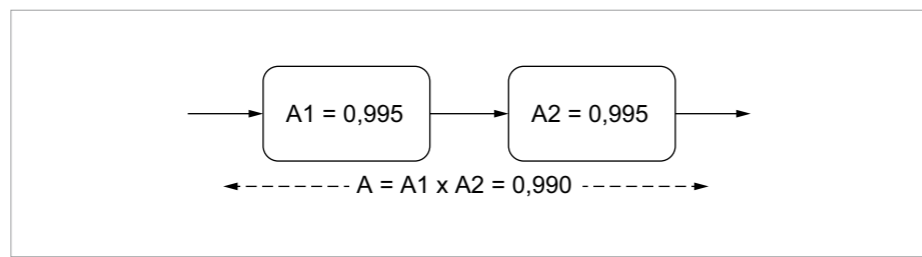 A1 = 0,995
A2 = 0,995
A = A1 x A2 = 0,990